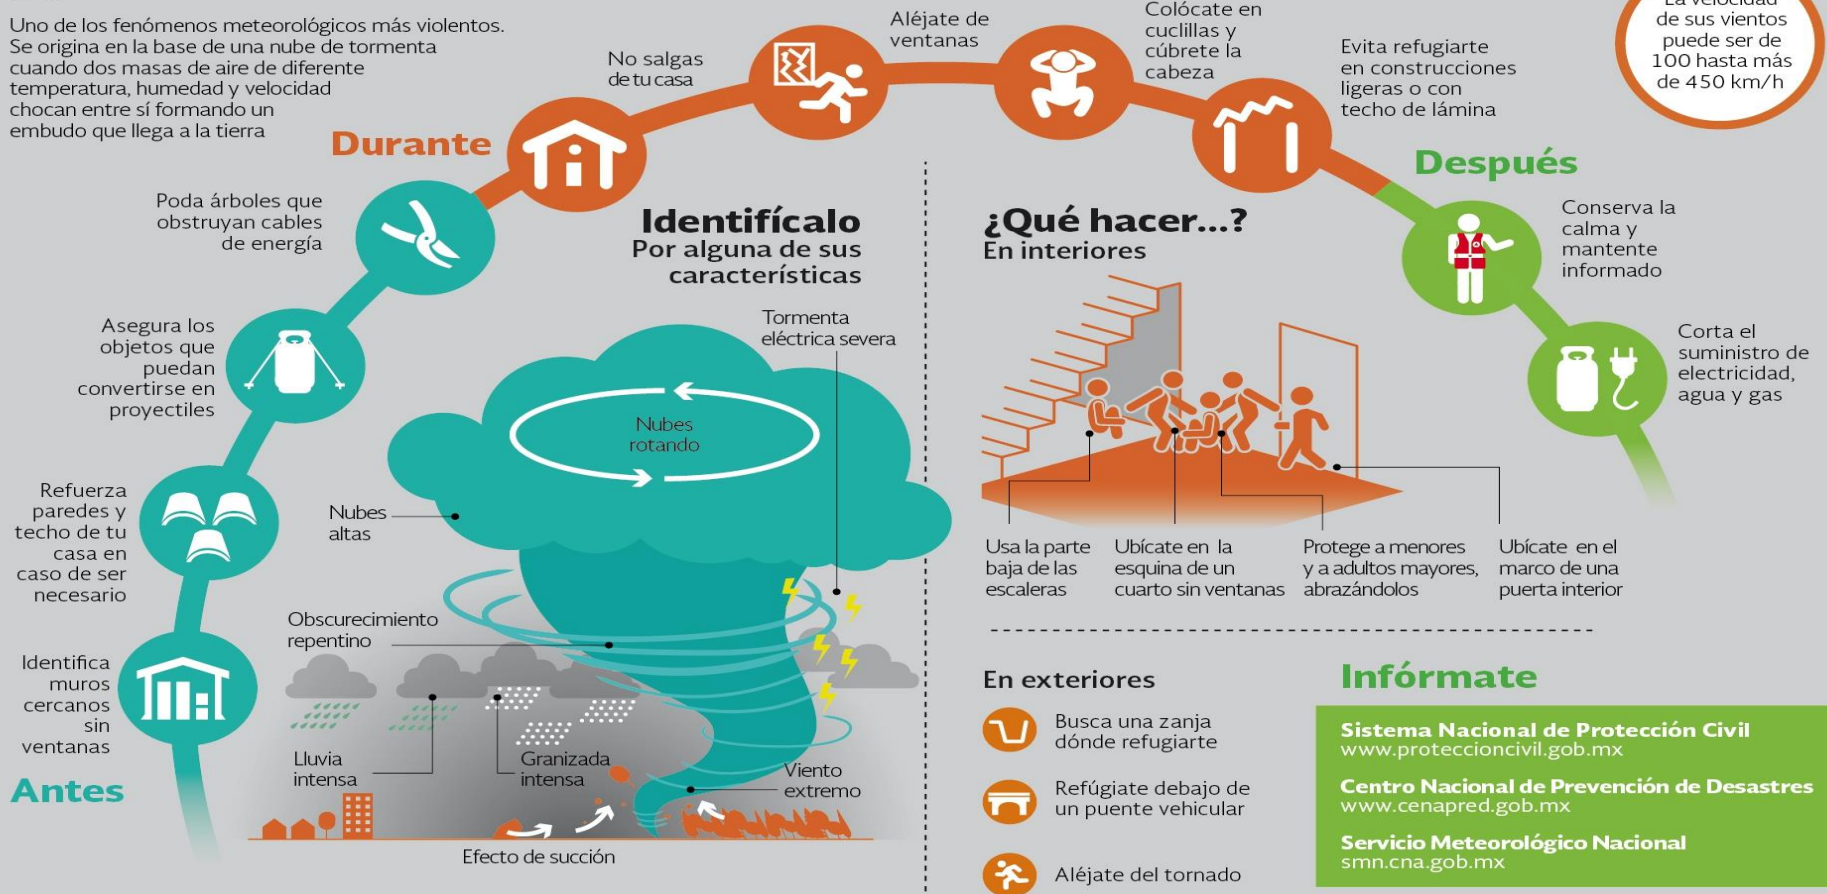 Uno de los fenómenos meteorológicos más violentos.
Se origina en la base de una nube de tormenta
cuando dos masas de aire de diferente
temperatura, humedad y velocidad
chocan entre sí formando un
embudo que llega a la tierra
La velocidad
de sus vientos
puede ser de
100 hasta más
de 450 km/h
Antes
Identifica
muros
cercanos
sin
ventanas
Refuerza
paredes y
techo de tu
casa en
caso de ser
necesario
Asegura los
objetos que
puedan
convertirse en
proyectiles
Poda árboles que
obstruyan cables
de energía
Durante
No salgas
de tu casa
Aléjate de
ventanas
Colócate en
cuclillas y
cúbrete la
cabeza
Evita refugiarte
en construcciones
ligeras o con
techo de lámina
Después
Conserva la
calma y
mantente
informado
Corta el
suministro de
electricidad,
agua y gas
Identifícalo
Por alguna de sus
características
Tormenta
eléctrica severa
Nubes
rotando
Nubes
altas
Obscurecimiento
repentino
Lluvia
intensa
Granizada
intensa
Viento
extremo
Efecto de succión
¿Qué hacer...?
En interiores
Usa la parte
baja de las
escaleras
Ubícate en la
esquina de un
cuarto sin ventanas
Protege a menores
y a adultos mayores,
abrazándolos
Ubícate en el
marco de una
puerta interior
En exteriores
Busca una zanja
dónde refugiarte
Refúgiate debajo de
un puente vehicular
Aléjate del tornado
Infórmate
Sistema Nacional de Protección Civil
www.proteccioncivil.gob.mx
Centro Nacional de Prevención de Desastres
www.cenapred.gob.mx
Servicio Meteorológico Nacional
smn.cna.gob.mx